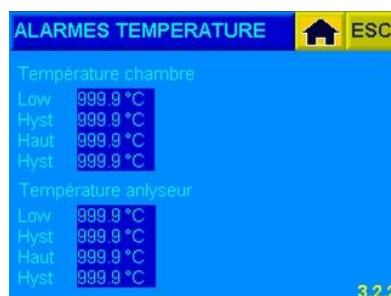 ALARMES TEMPERATURE ESC
Température chambre
Low 999.9 °C
Hyst 999.9 °C
Haut 999.9 °C
Hyst 999.9 °C
Température anlyseur
Low 999.9 °C
Hyst 999.9 °C
Haut 999.9 °C
Hyst 999.9 °C